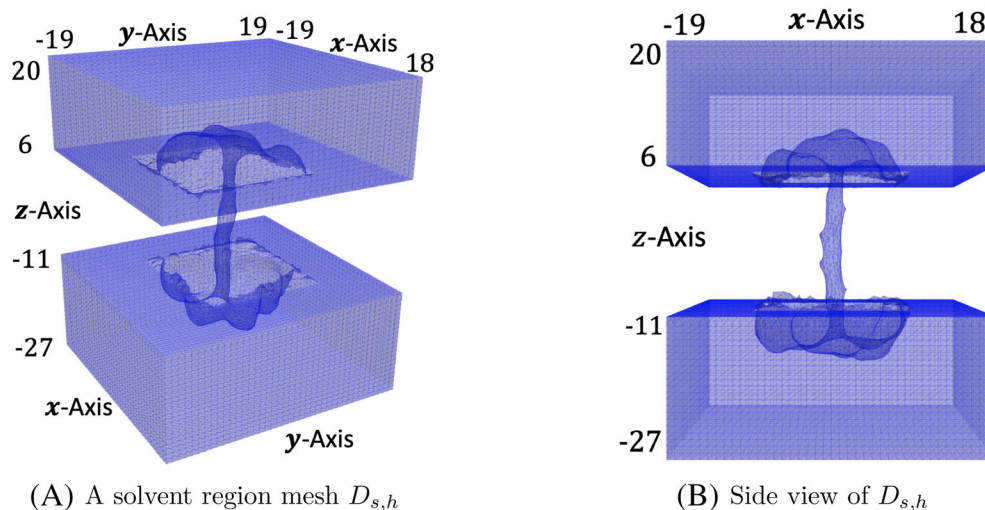 -19 y-Axis 19 -19 x-Axis 18
20
6
z-Axis
-11
-27
x-Axis
y-Axis
(A) A solvent region mesh D_{s,h}
-19 x-Axis 18
20
6
z-Axis
-11
-27
(B) Side view of D_{s,h}